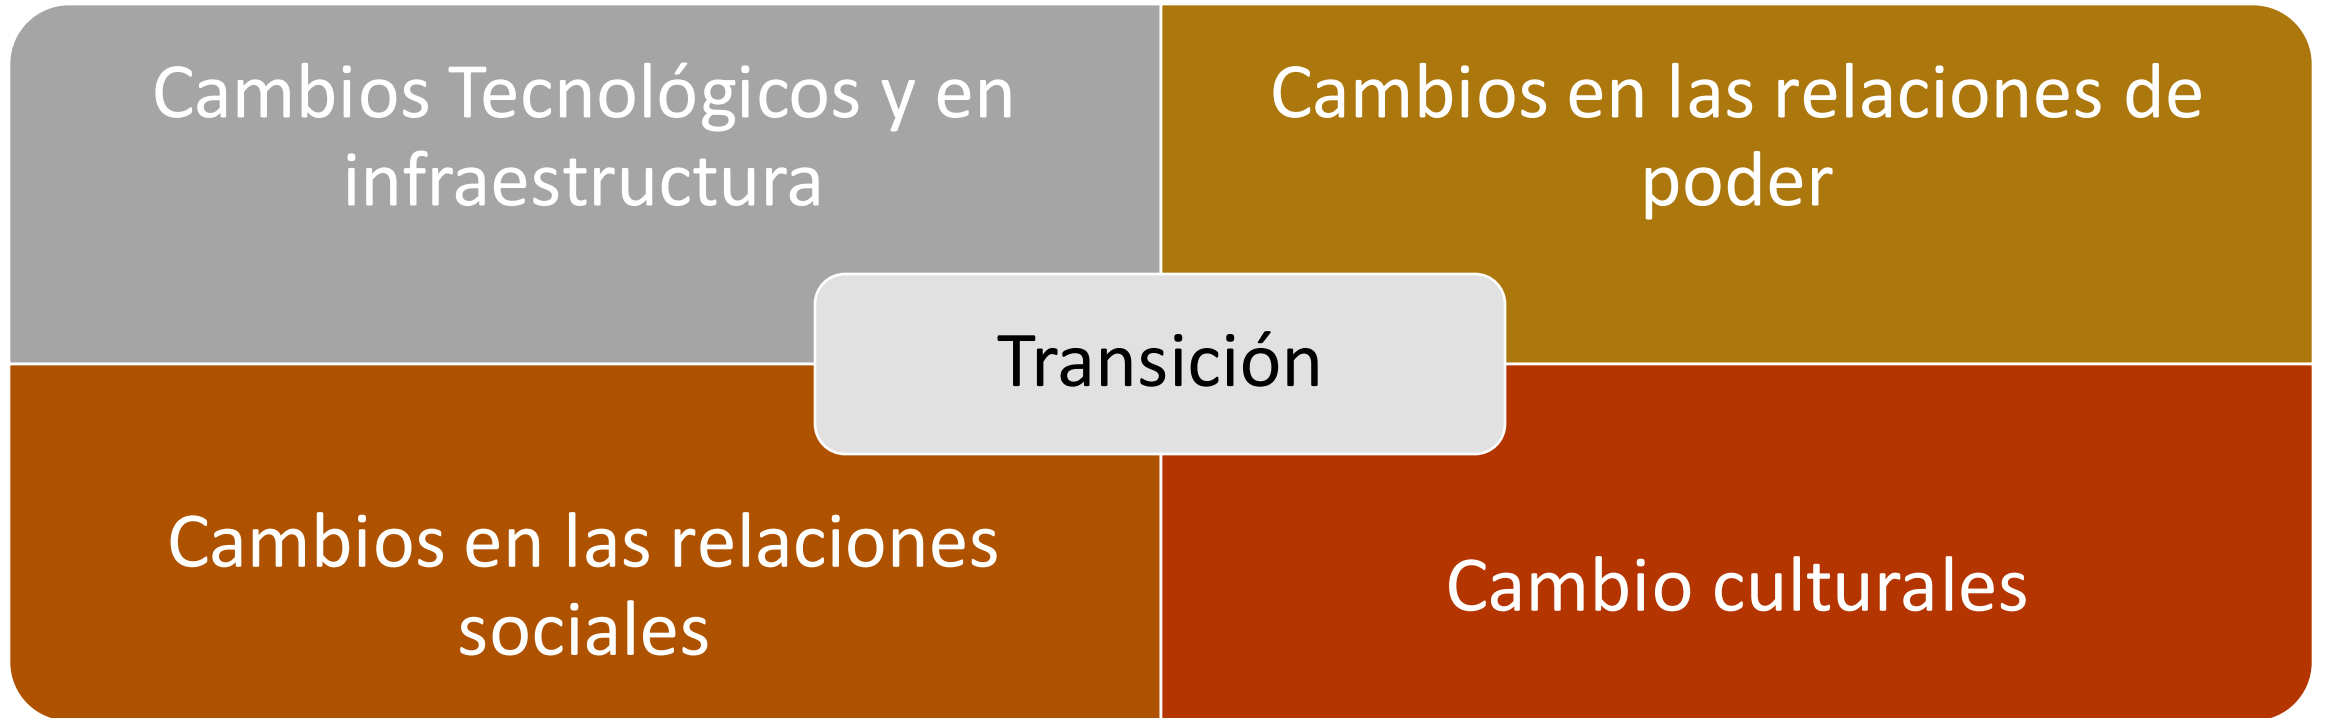 Cambios Tecnológicos y en
infraestructura
Cambios en las relaciones de
poder
Transición
Cambios en las relaciones
sociales
Cambio culturales